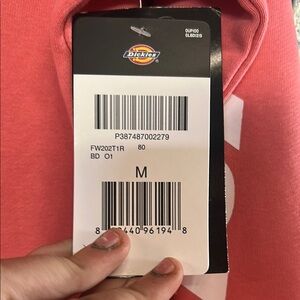 Dickies
P387487002279
FW202T1R 80
BD O1
M